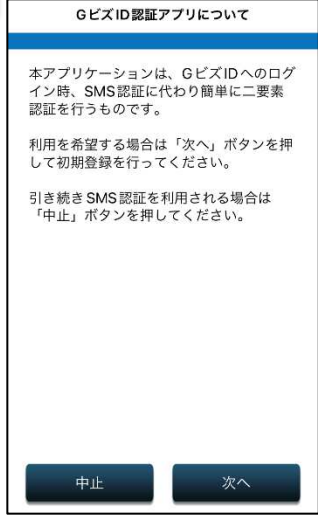 GビズID認証アプリについて
本アプリケーションは、GビズIDへのログ
イン時、SMS認証に代わり簡単に二要素
認証を行うものです。
利用を希望する場合は「次へ」ボタンを押
して初期登録を行ってください。
引き続きSMS認証を利用される場合は
「中止」ボタンを押してください。
中止
次へ